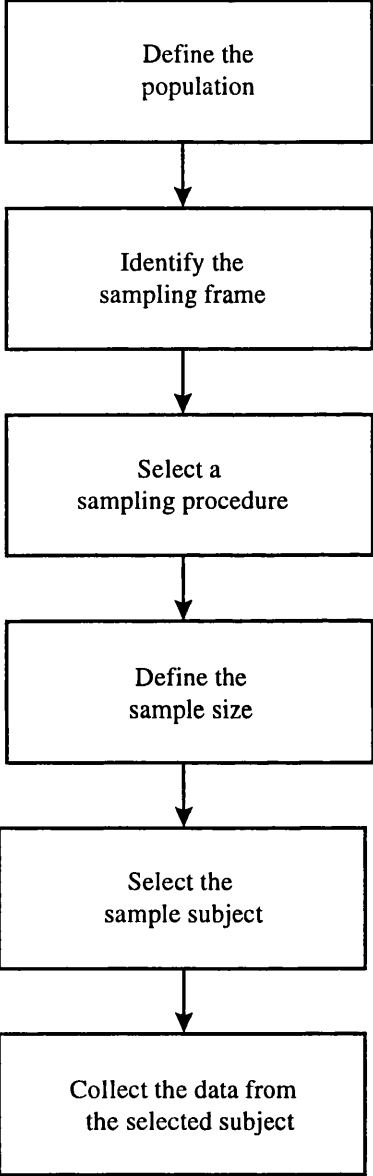 Define the
population
Identify the
sampling frame
Select a
sampling procedure
Define the
sample size
Select the
sample subject
Collect the data from
the selected subject